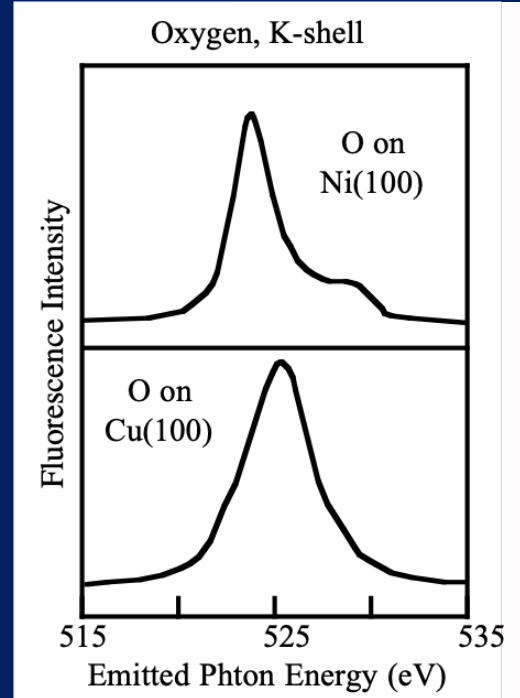 Oxygen, K-shell
Fluorescence Intensity
O on
Ni(100)
O on
Cu(100)
515 525 535
Emitted Phton Energy (eV)